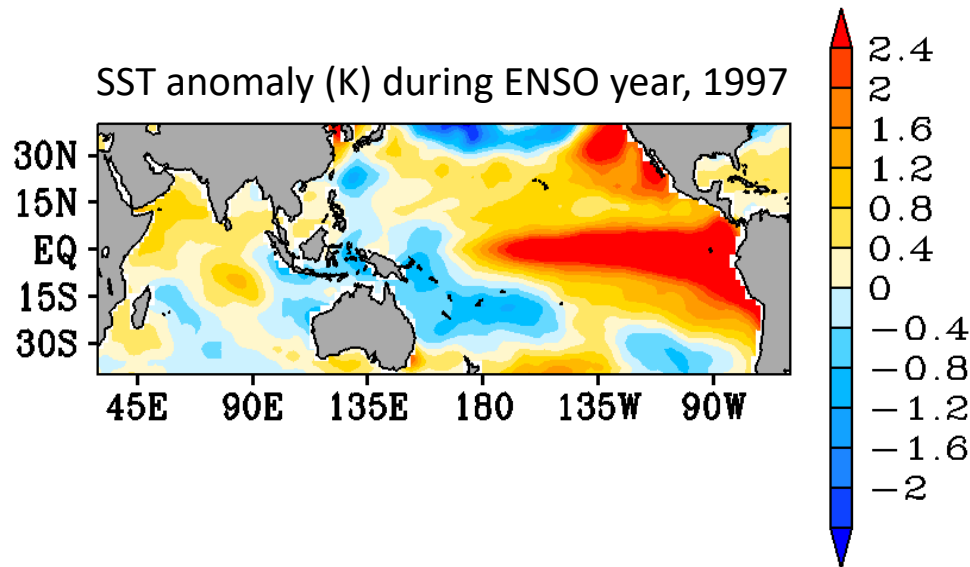 SST anomaly (K) during ENSO year, 1997
30N
15N
EQ
15S
30S
45E 90E 135E 180 135W 90W
2.4
2
1.6
1.2
0.8
0.4
0
−0.4
−0.8
−1.2
−1.6
−2